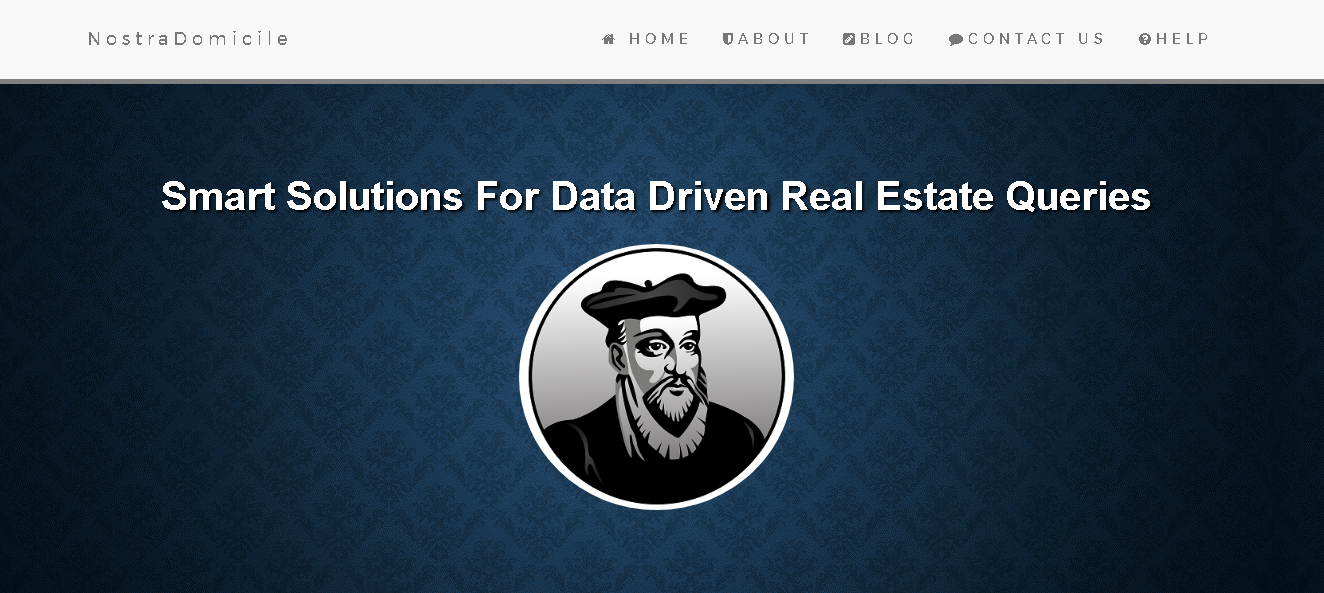 NostraDomicile HOME ABOUT BLOG CONTACT US HELP
Smart Solutions For Data Driven Real Estate Queries